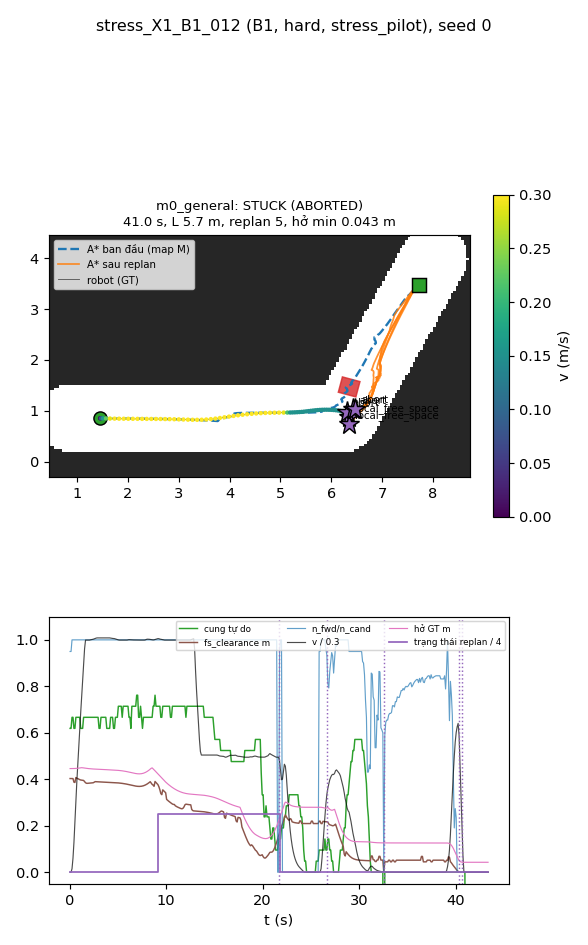 stress_X1_B1_012 (B1, hard, stress_pilot), seed 0
m0_general: STUCK (ABORTED)
41.0 s, L 5.7 m, replan 5, hở min 0.043 m
A* ban đầu (map M)
A* sau replan
robot (GT)
abort
local_free_space
local_free_space
4
3
2
1
0
1 2 3 4 5 6 7 8
0.30
0.25
0.20
0.15
0.10
0.05
0.00
v (m/s)
cung tự do
fs_clearance m
n_fwd/n_cand
v / 0.3
hở GT m
trạng thái replan / 4
1.0
0.8
0.6
0.4
0.2
0.0
0 10 20 30 40
t (s)